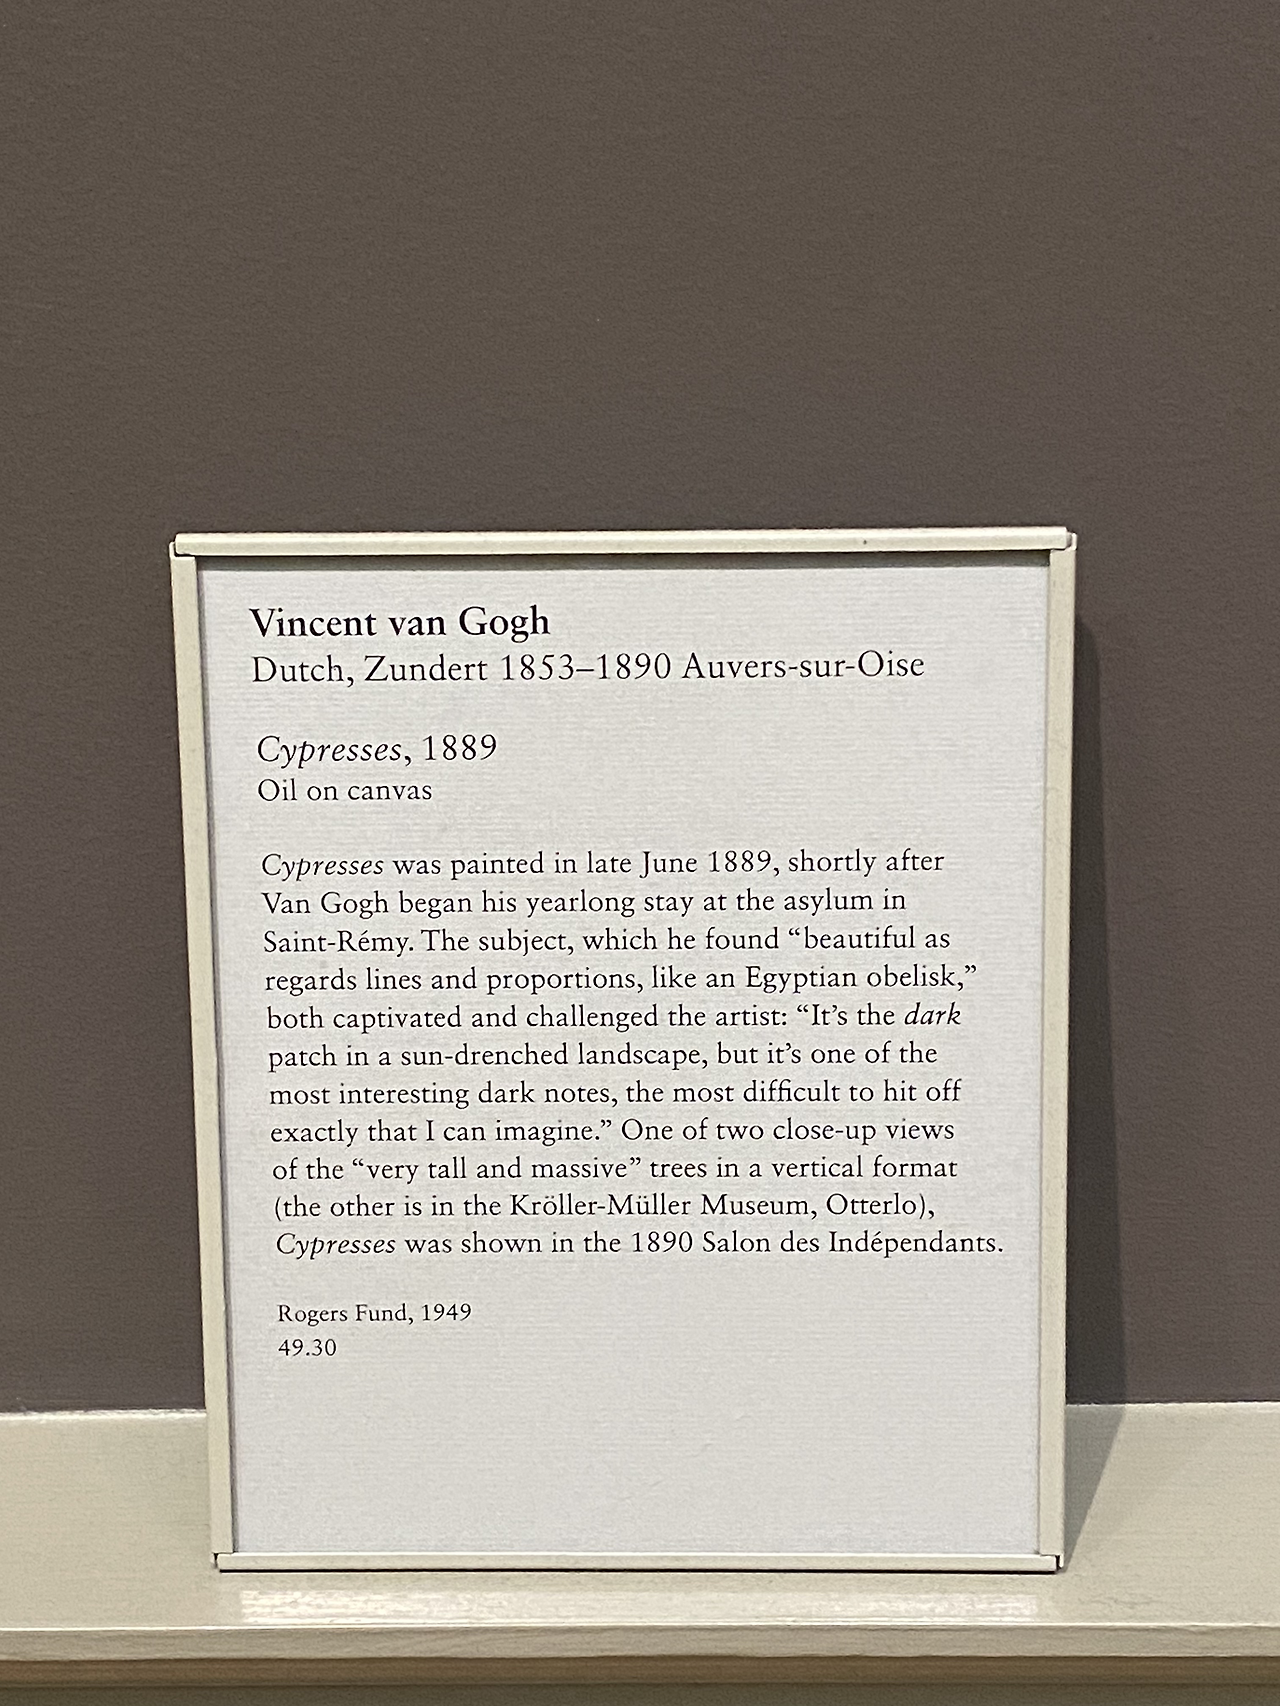 Vincent van Gogh
Dutch, Zundert 1853–1890 Auvers-sur-Oise
Cypresses, 1889
Oil on canvas
Cypresses was painted in late June 1889, shortly after
Van Gogh began his yearlong stay at the asylum in
Saint-Rémy. The subject, which he found “beautiful as
regards lines and proportions, like an Egyptian obelisk,”
both captivated and challenged the artist: “It’s the dark
patch in a sun-drenched landscape, but it’s one of the
most interesting dark notes, the most difficult to hit off
exactly that I can imagine.” One of two close-up views
of the “very tall and massive” trees in a vertical format
(the other is in the Kröller-Müller Museum, Otterlo),
Cypresses was shown in the 1890 Salon des Indépendants.
Rogers Fund, 1949
49.30